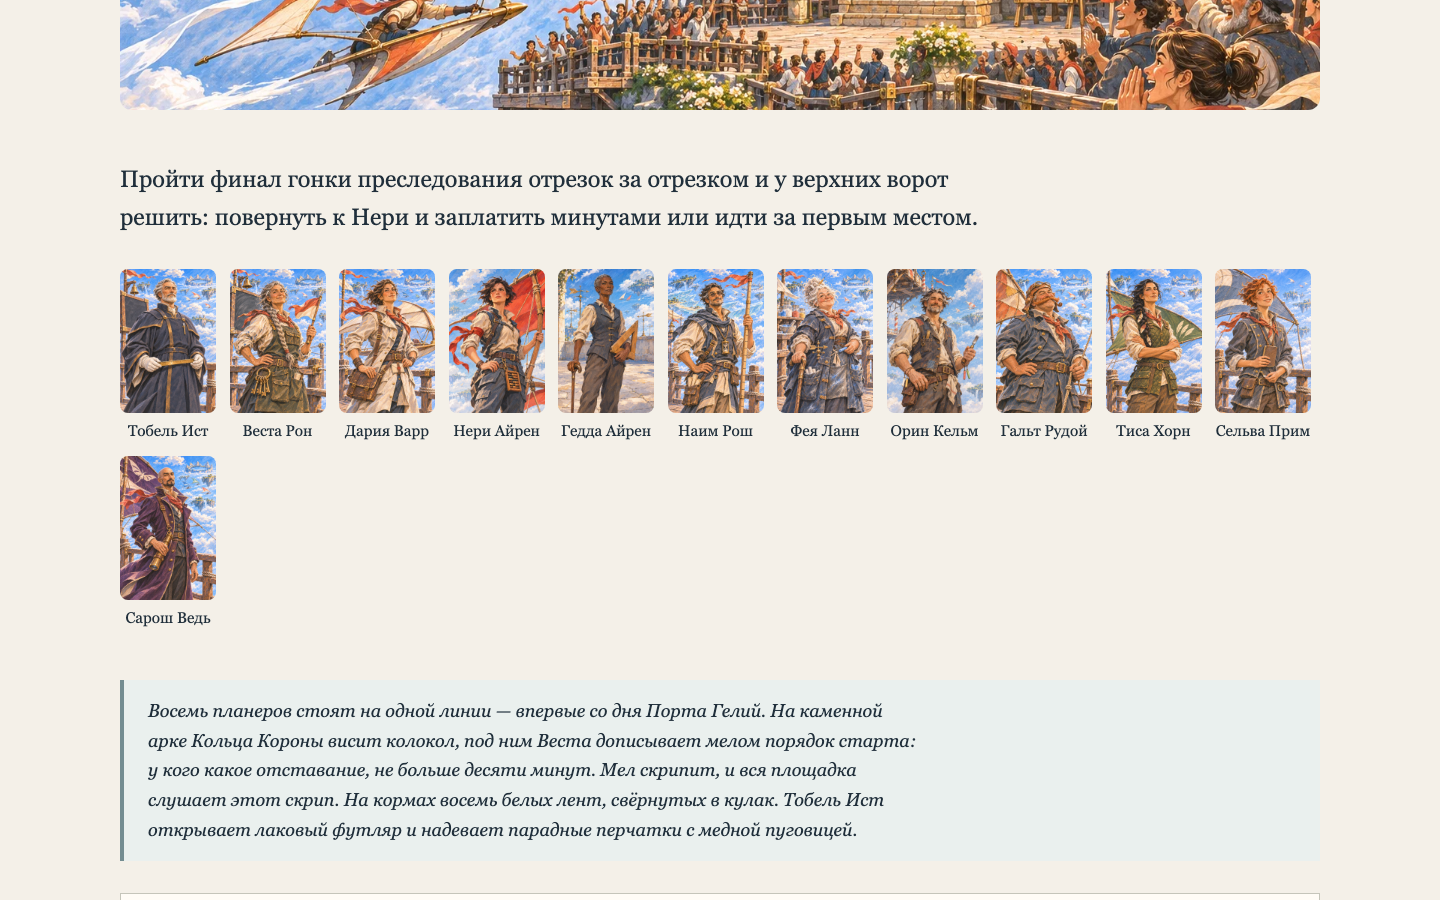 Пройти финал гонки преследования отрезок за отрезком и у верхних ворот
решить: повернуть к Нери и заплатить минутами или идти за первым местом.
Тобель Ист
Веста Рон
Дария Варр
Нери Айрен
Гедда Айрен
Наим Рош
Фея Ланн
Орин Кельм
Гальт Рудой
Тиса Хорн
Сельва Прим
Сарош Ведь
Восемь планеров стоят на одной линии — впервые со дня Порта Гелий. На каменной
арке Кольца Короны висит колокол, под ним Веста дописывает мелом порядок старта:
у кого какое отставание, не больше десяти минут. Мел скрипит, и вся площадка
слушает этот скрип. На кормах восемь белых лент, свёрнутых в кулак. Тобель Ист
открывает лаковый футляр и надевает парадные перчатки с медной пуговицей.